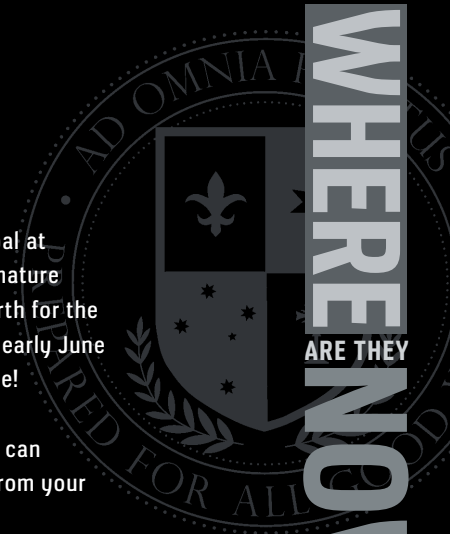 AD OMNIA
al at
nature
rth for the
early June
e!
can
rom your
PREPARED FOR ALL GOOD
WHERE
ARE THEY
NO